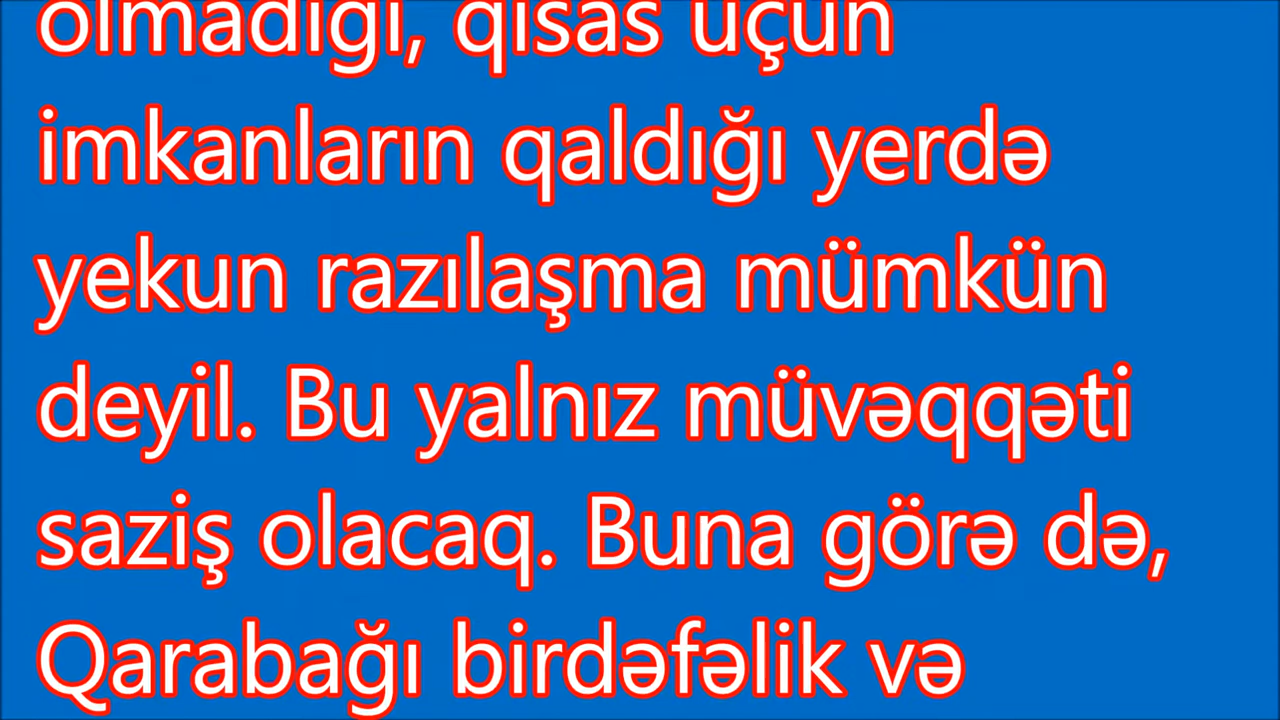 olmadığı, qisas üçün
imkanların qaldığı yerdə
yekun razılaşma mümkün
deyil. Bu yalnız müvəqqəti
saziş olacaq. Buna görə də,
Qarabağı birdəfəlik və